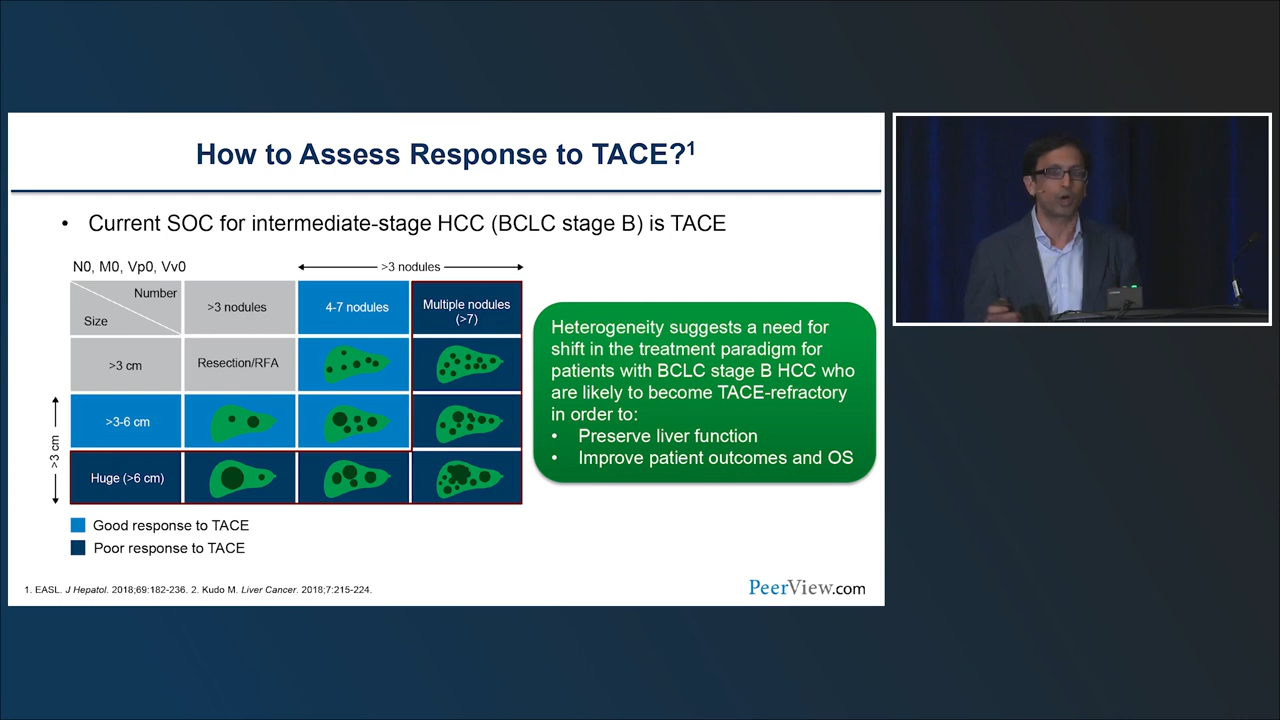 How to Assess Response to TACE?1
• Current SOC for intermediate-stage HCC (BCLC stage B) is TACE
N0, M0, Vp0, Vv0
>3 nodules
Number
Size
>3 nodules
4-7 nodules
Multiple nodules
(>7)
>3 cm
Resection/RFA
>3-6 cm
>3 cm
Huge (>6 cm)
Good response to TACE
Poor response to TACE
Heterogeneity suggests a need for
shift in the treatment paradigm for
patients with BCLC stage B HCC who
are likely to become TACE-refractory
in order to:
• Preserve liver function
• Improve patient outcomes and OS
1. EASL. J Hepatol. 2018;69:182-236. 2. Kudo M. Liver Cancer. 2018;7:215-224.
PeerView.com